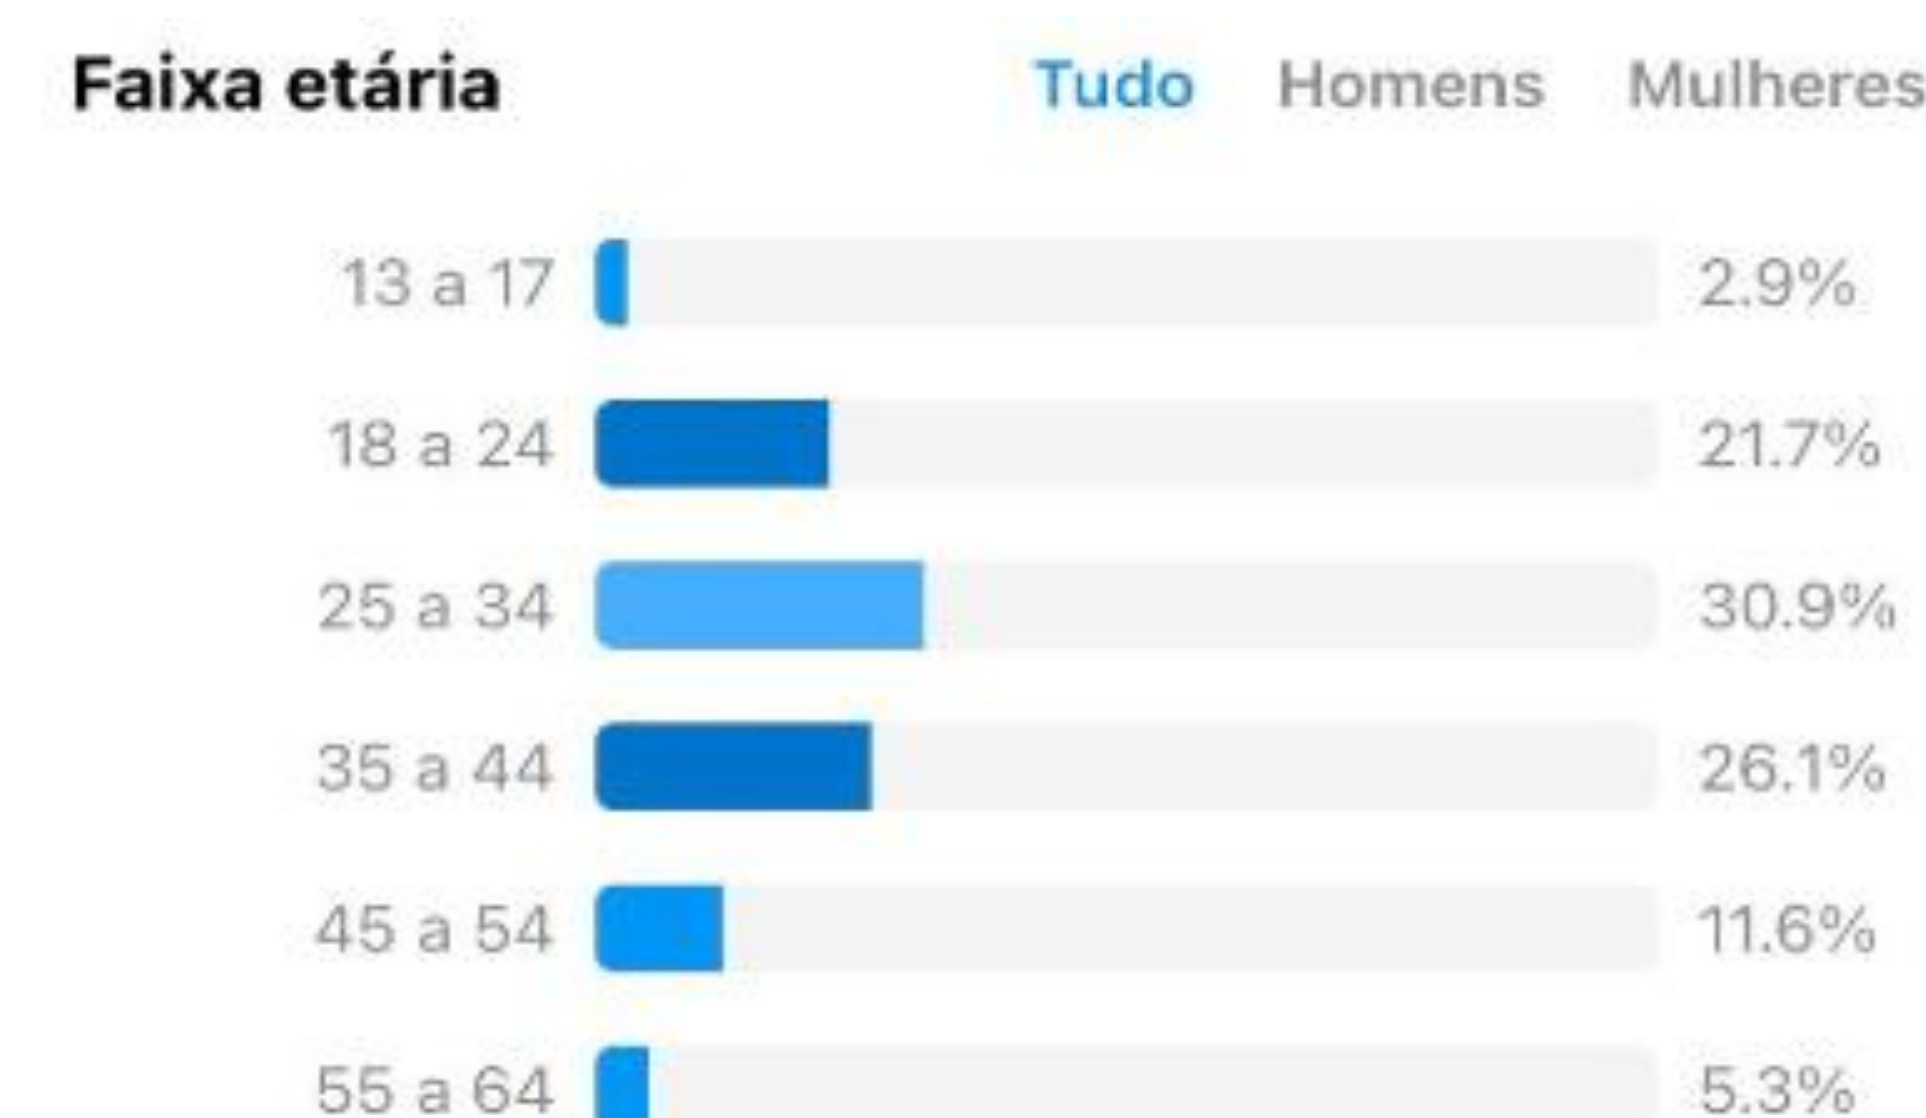 Faixa etária Tudo Homens Mulheres
13 a 17 2.9%
18 a 24 21.7%
25 a 34 30.9%
35 a 44 26.1%
45 a 54 11.6%
55 a 64 5.3%